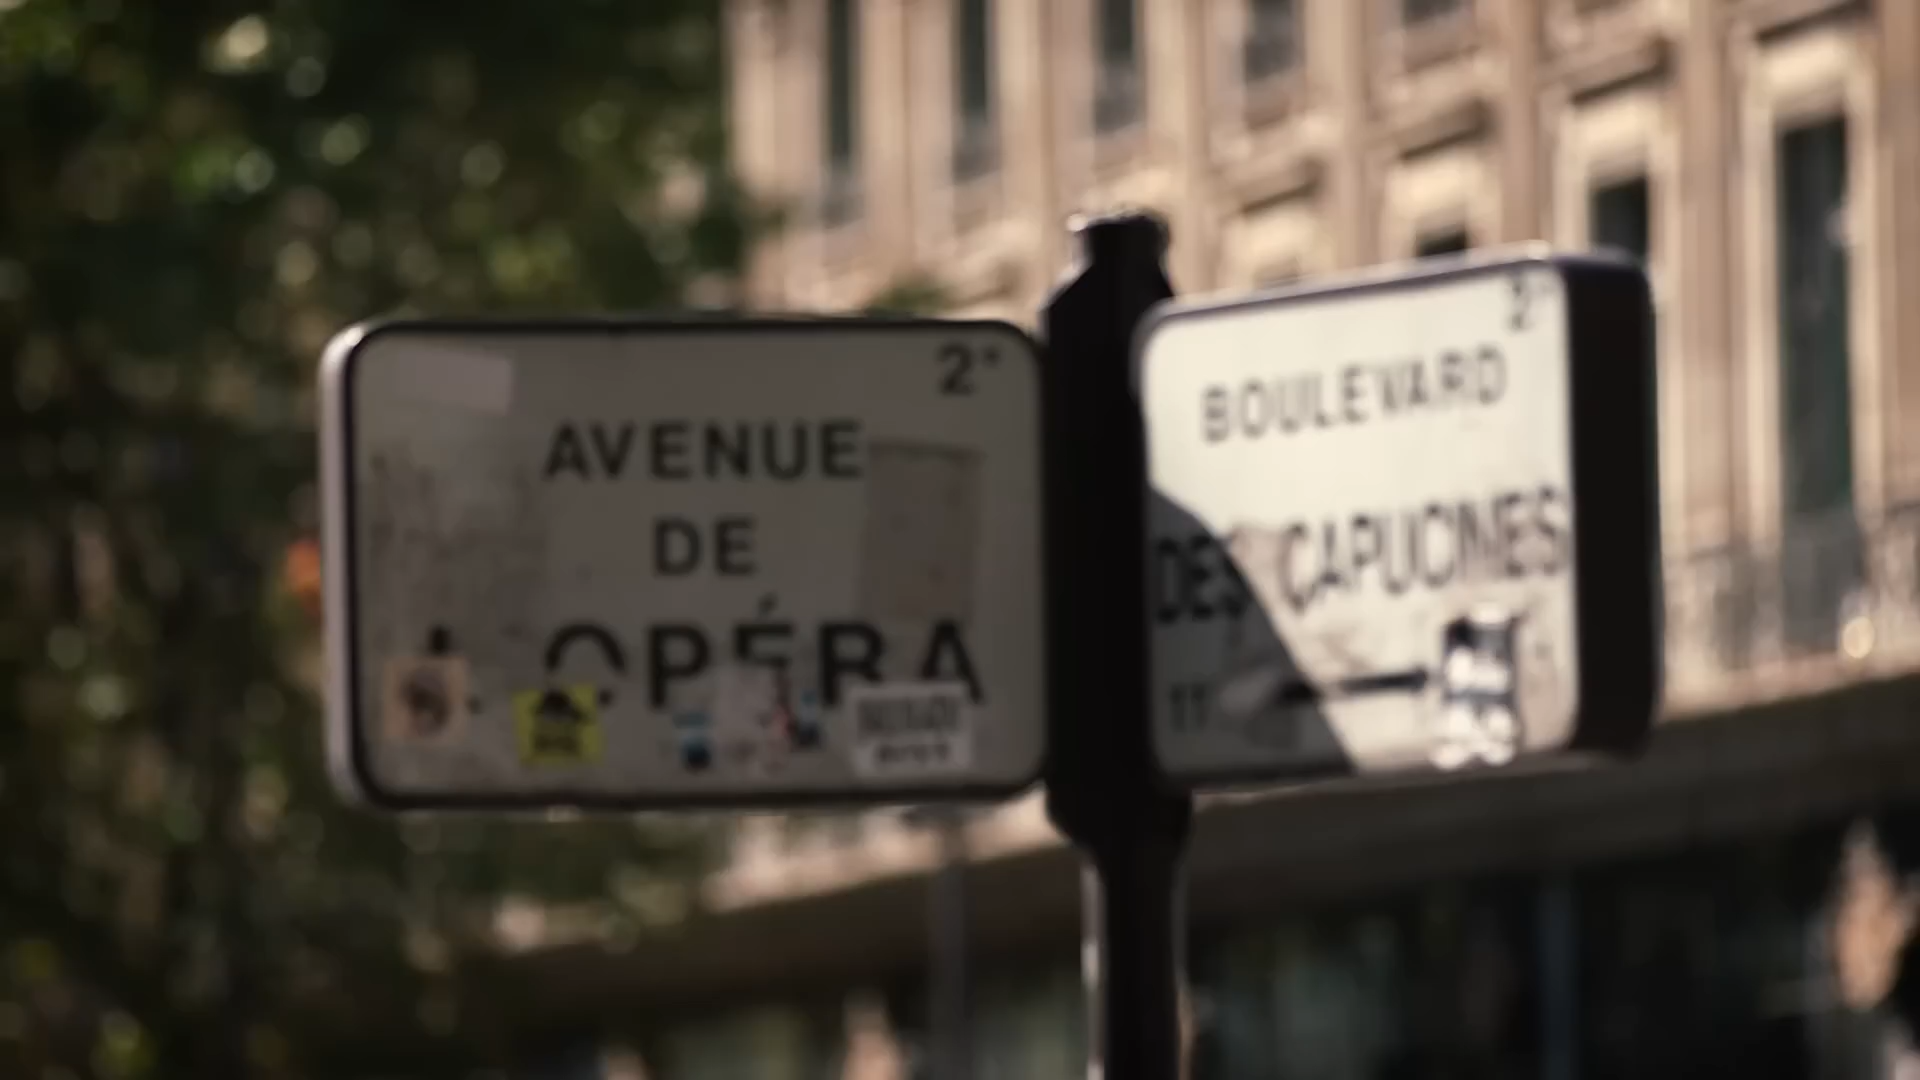 2e
AVENUE
DE
OPÉRA
2e
BOULEVARD
DES CAPUCINES